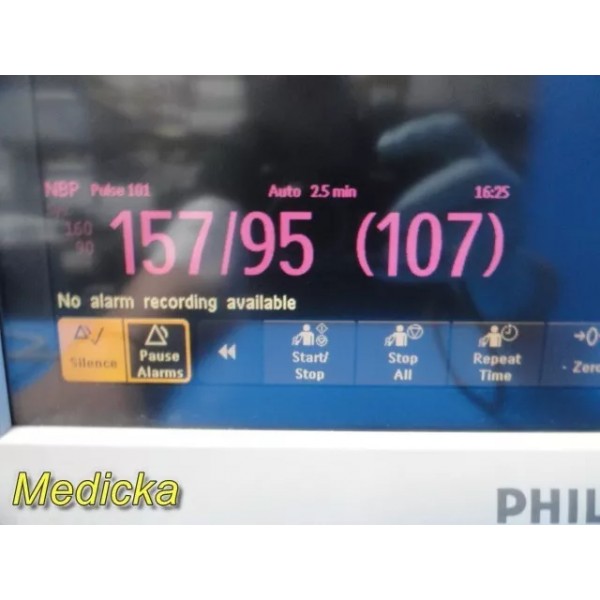 NBP Pulse 101 Auto 2.5 min 16:25
160
90
157/95 (107)
No alarm recording available
Silence
Pause
Alarms
Start/
Stop
Stop
All
Repeat
Time
Zero
Medicka
PHIL